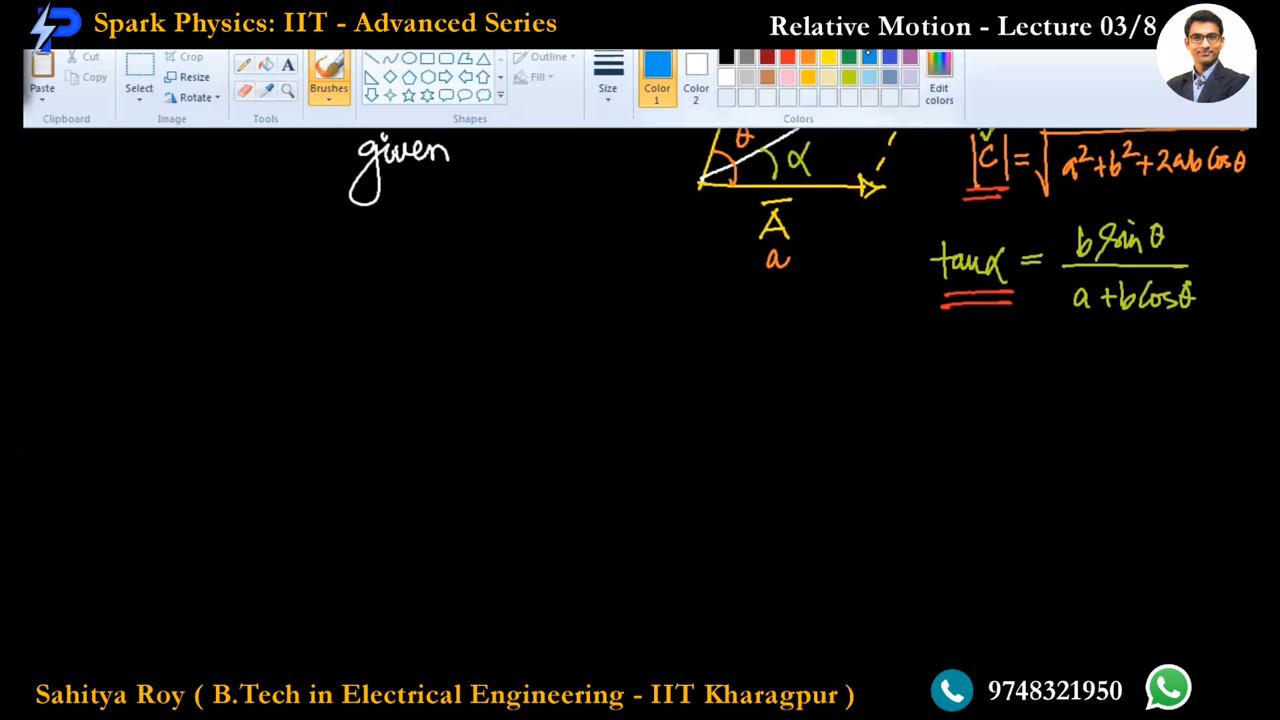 Spark Physics: IIT - Advanced Series
Relative Motion - Lecture 03/8
Paste
Cut
Copy
Clipboard
Select
Crop
Resize
Rotate
Image
A
Tools
Brushes
Outline
Fill
Shapes
Size
Color 1
Color 2
Edit colors
Colors
given
θ
α
A̅
a
|C| = √a²+b²+2ab Cosθ
tanα = b Sin θ / a + b Cosθ
Sahitya Roy ( B.Tech in Electrical Engineering - IIT Kharagpur )
9748321950